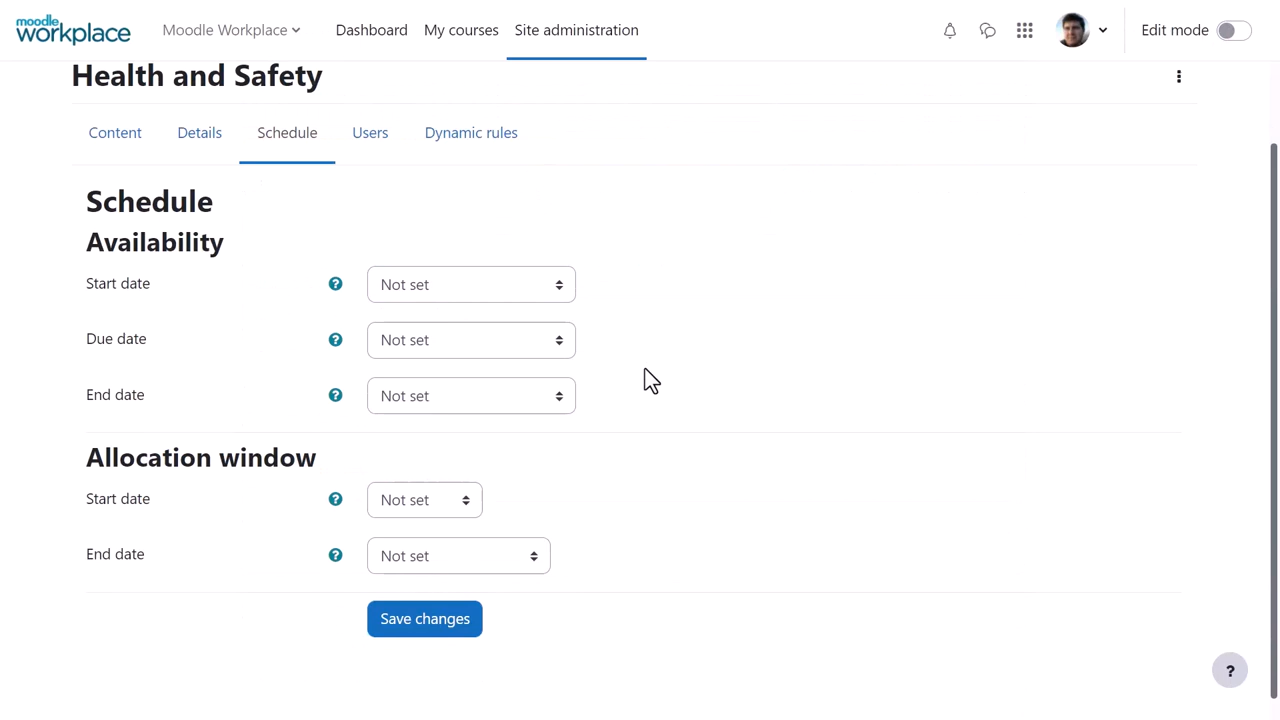 moodle
workplace
Moodle Workplace
Dashboard
My courses
Site administration
Edit mode
Health and Safety
Content
Details
Schedule
Users
Dynamic rules
Schedule
Availability
Start date ? Not set
Due date ? Not set
End date ? Not set
Allocation window
Start date ? Not set
End date ? Not set
Save changes
?